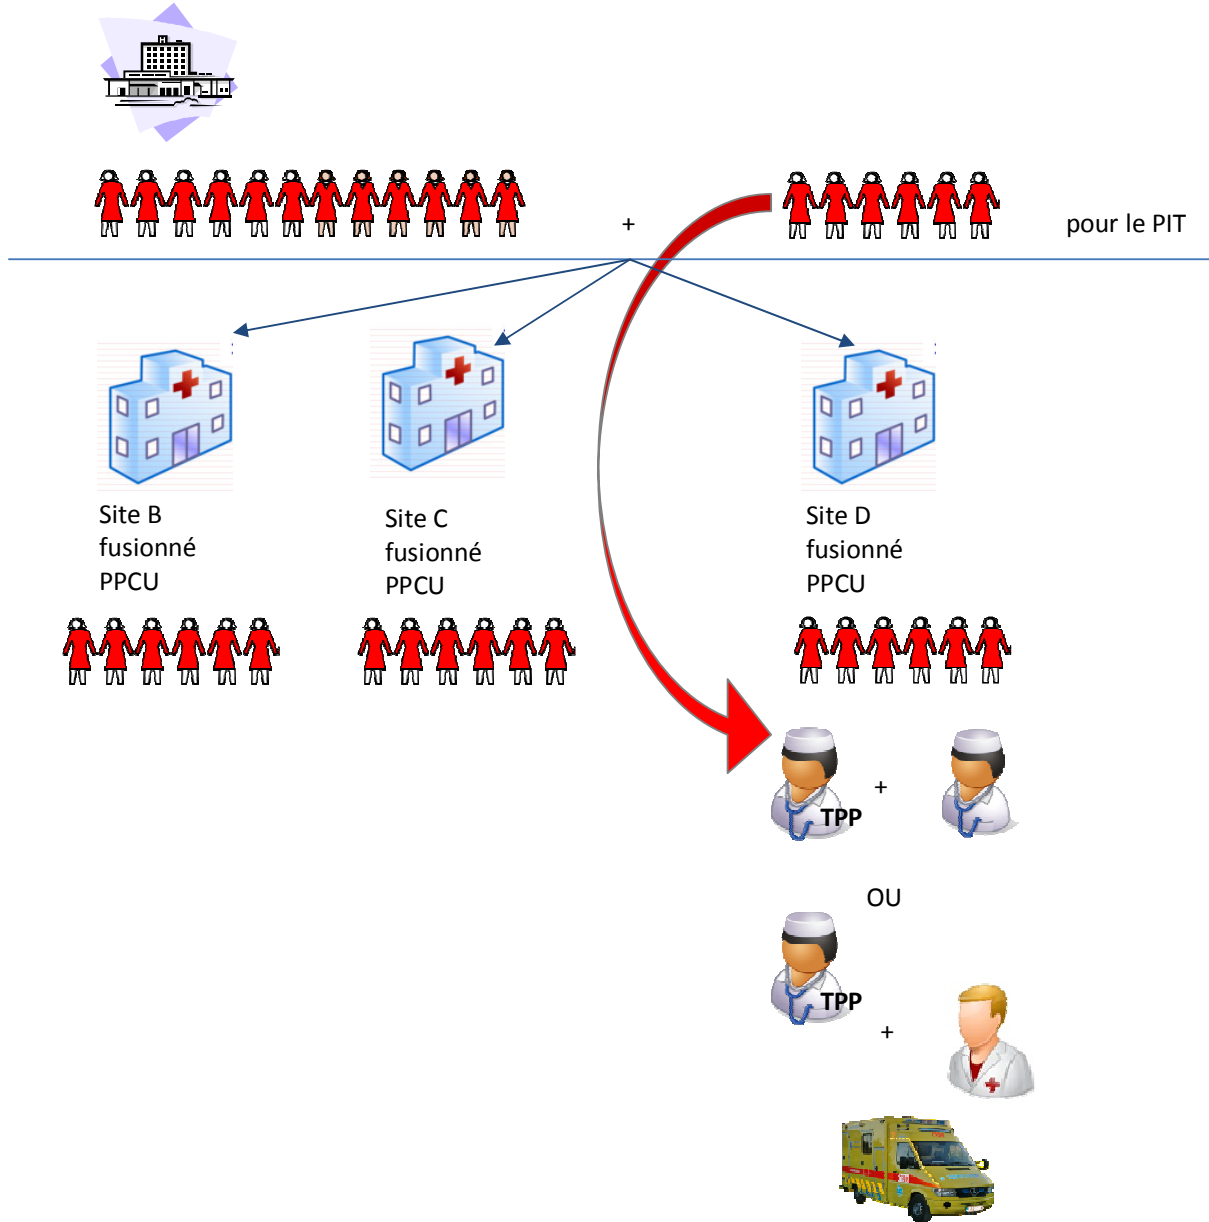 +
pour le PIT
Site B
fusionné
PPCU
Site C
fusionné
PPCU
Site D
fusionné
PPCU
TPP
+
OU
TPP
+